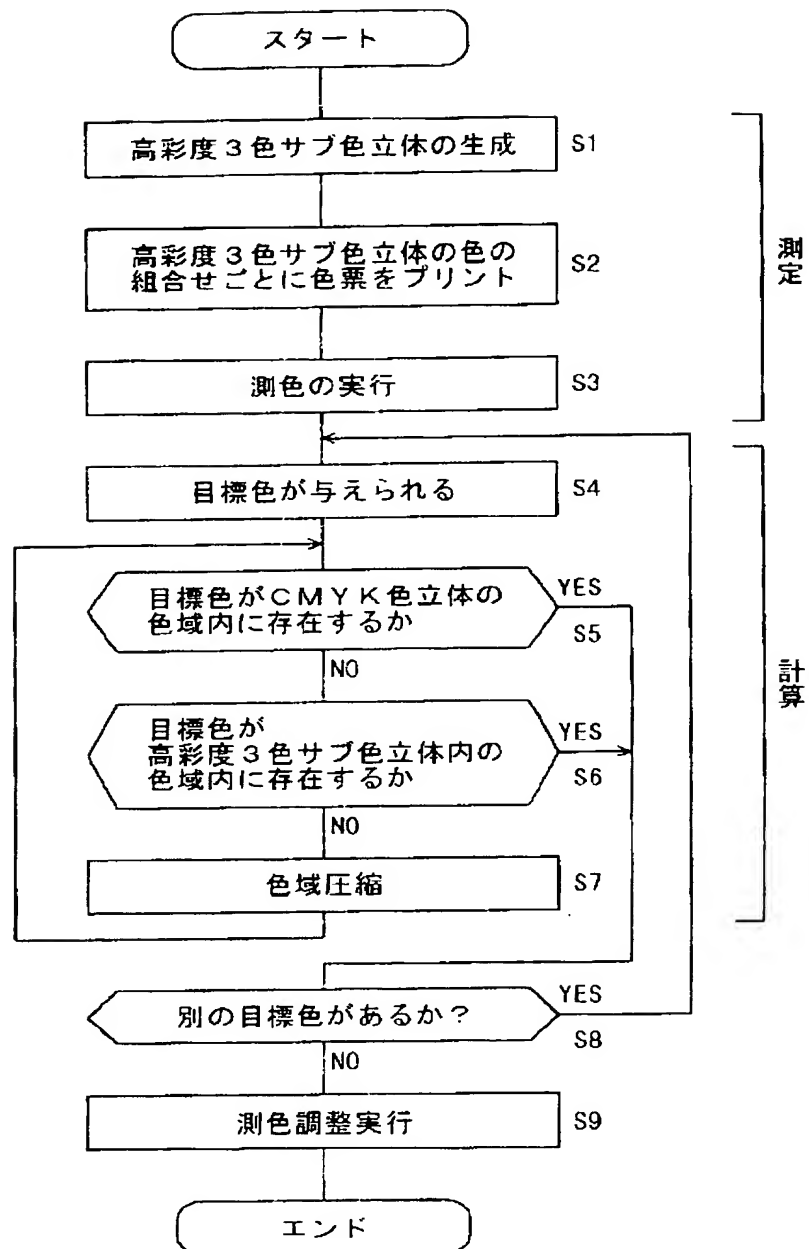 スタート
高彩度3色サブ色立体の生成
S1
高彩度3色サブ色立体の色の
組合せごとに色票をプリント
S2
測色の実行
S3
測定
目標色が与えられる
S4
目標色がCMYK色立体の
色域内に存在するか
YES
S5
NO
目標色が
高彩度3色サブ色立体内の
色域内に存在するか
YES
S6
NO
色域圧縮
S7
計算
別の目標色があるか?
YES
S8
NO
測色調整実行
S9
エンド